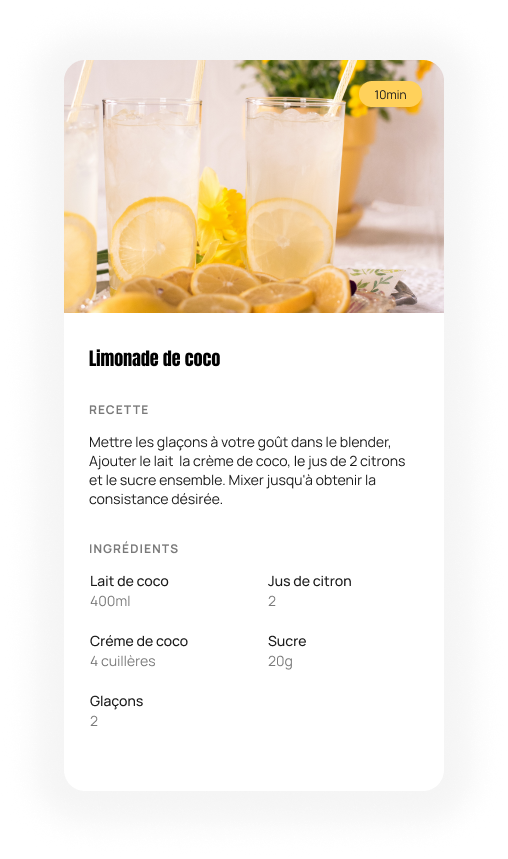 10min
Limonade de coco
RECETTE
Mettre les glaçons à votre goût dans le blender,
Ajouter le lait  la crème de coco, le jus de 2 citrons
et le sucre ensemble. Mixer jusqu'à obtenir la
consistance désirée.
INGRÉDIENTS
Lait de coco
400ml
Jus de citron
2
Créme de coco
4 cuillères
Sucre
20g
Glaçons
2